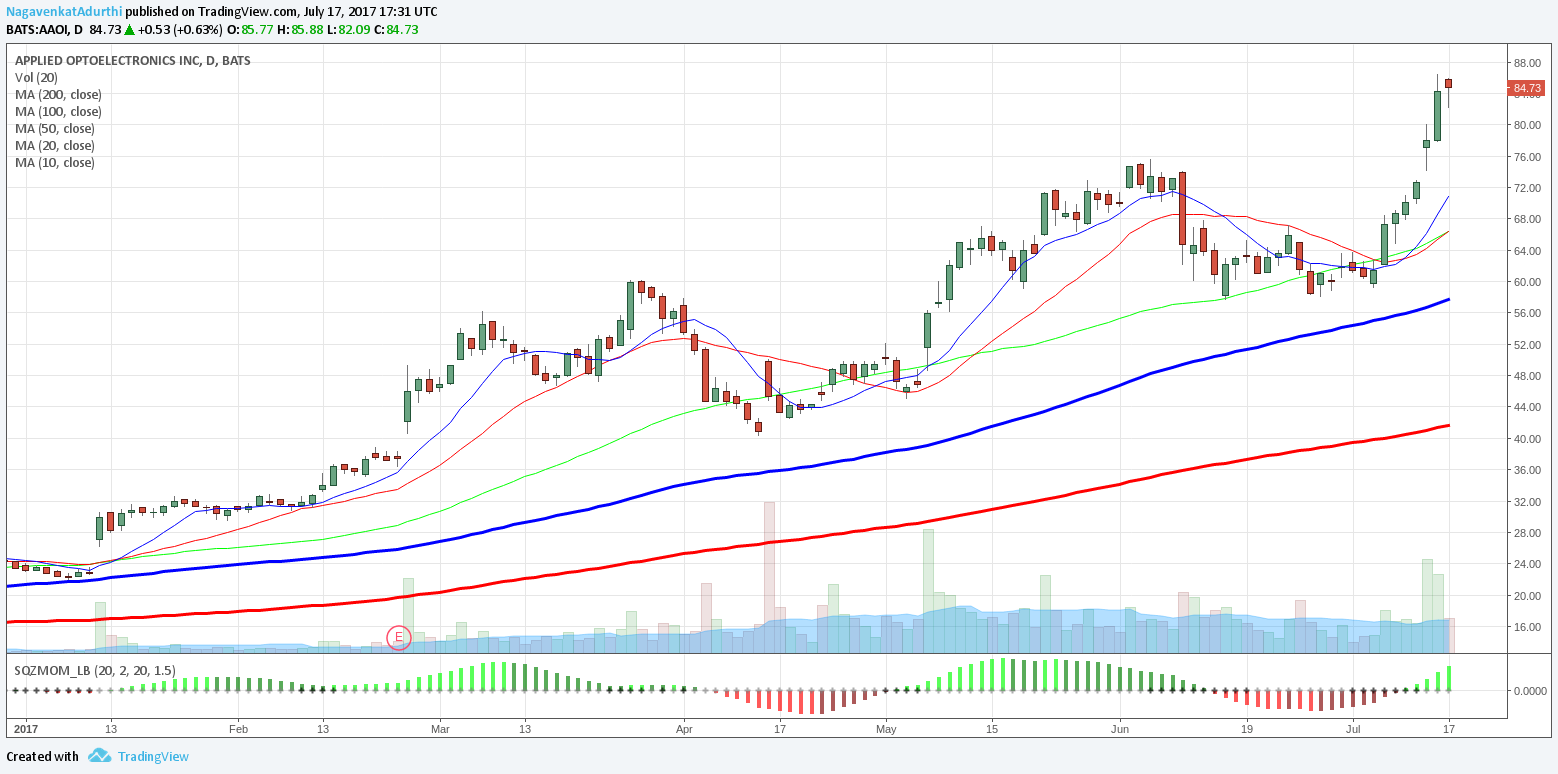 NagavenkatAdurthi published on TradingView.com, July 17, 2017 17:31 UTC
BATS:AAOI, D 84.73 ▲ +0.53 (+0.63%) O:85.77 H:85.88 L:82.09 C:84.73
APPLIED OPTOELECTRONICS INC, D, BATS
Vol (20)
MA (200, close)
MA (100, close)
MA (50, close)
MA (20, close)
MA (10, close)
88.00
84.73
84.00
80.00
76.00
72.00
68.00
64.00
60.00
56.00
52.00
48.00
44.00
40.00
36.00
32.00
28.00
24.00
20.00
16.00
E
SQZMOM_LB (20, 2, 20, 1.5)
0.0000
2017 13 Feb 13 Mar 13 Apr 17 May 15 Jun 19 Jul 17
Created with TradingView